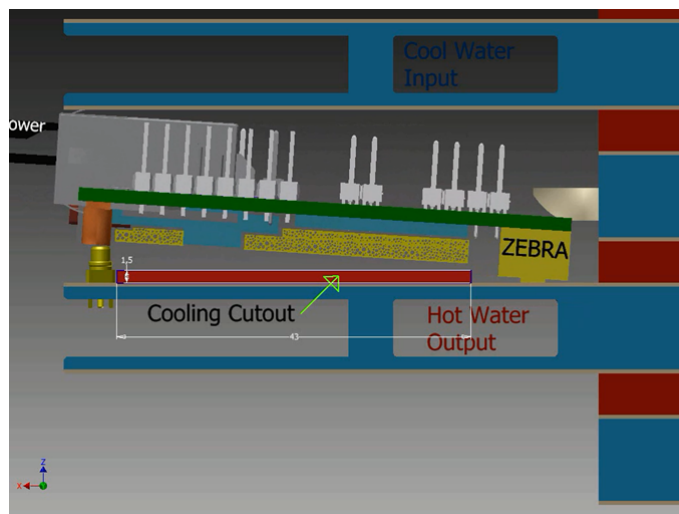 Cool Water
Input
ower
ZEBRA
1,5
Cooling Cutout
Hot Water
Output
43
Z
X